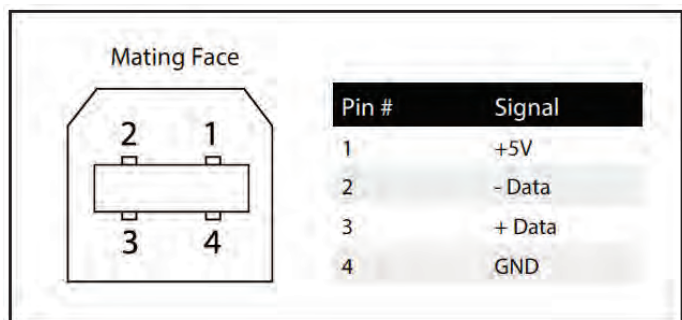 Mating Face
2 1
3 4
Pin # Signal
1 +5V
2 - Data
3 + Data
4 GND